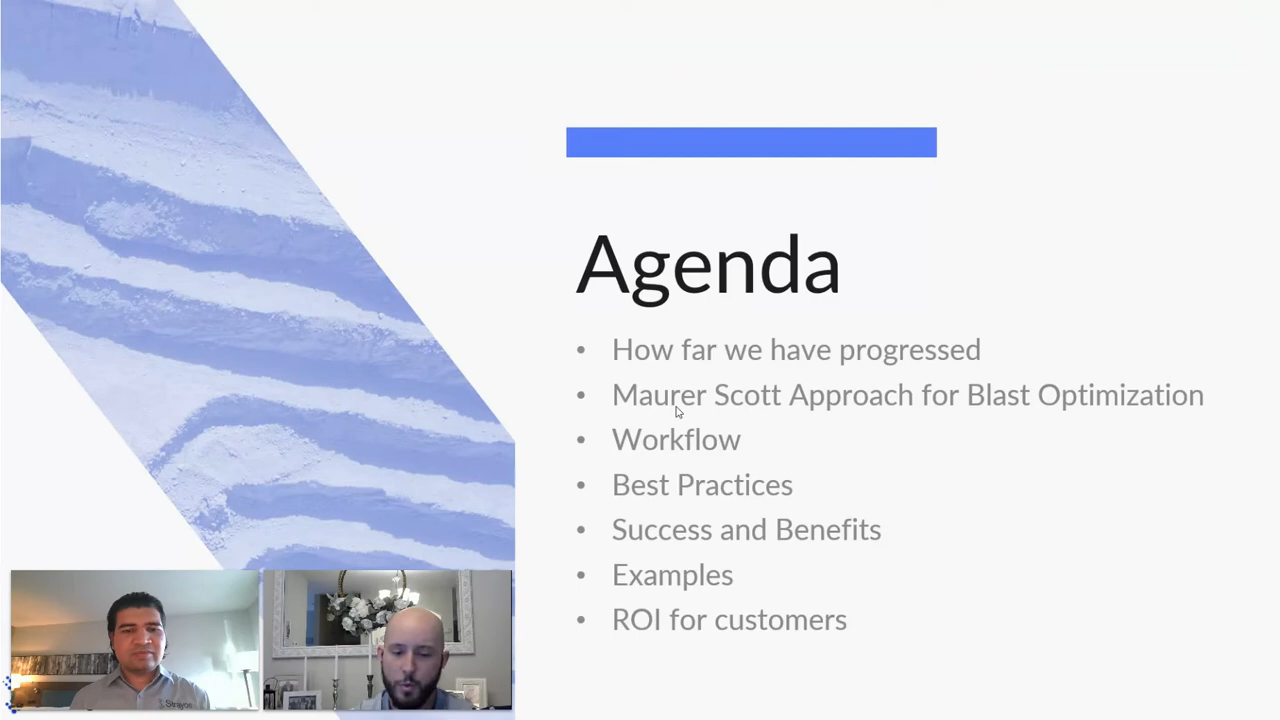 Agenda
• How far we have progressed
• Maurer Scott Approach for Blast Optimization
• Workflow
• Best Practices
• Success and Benefits
• Examples
• ROI for customers
Strayos